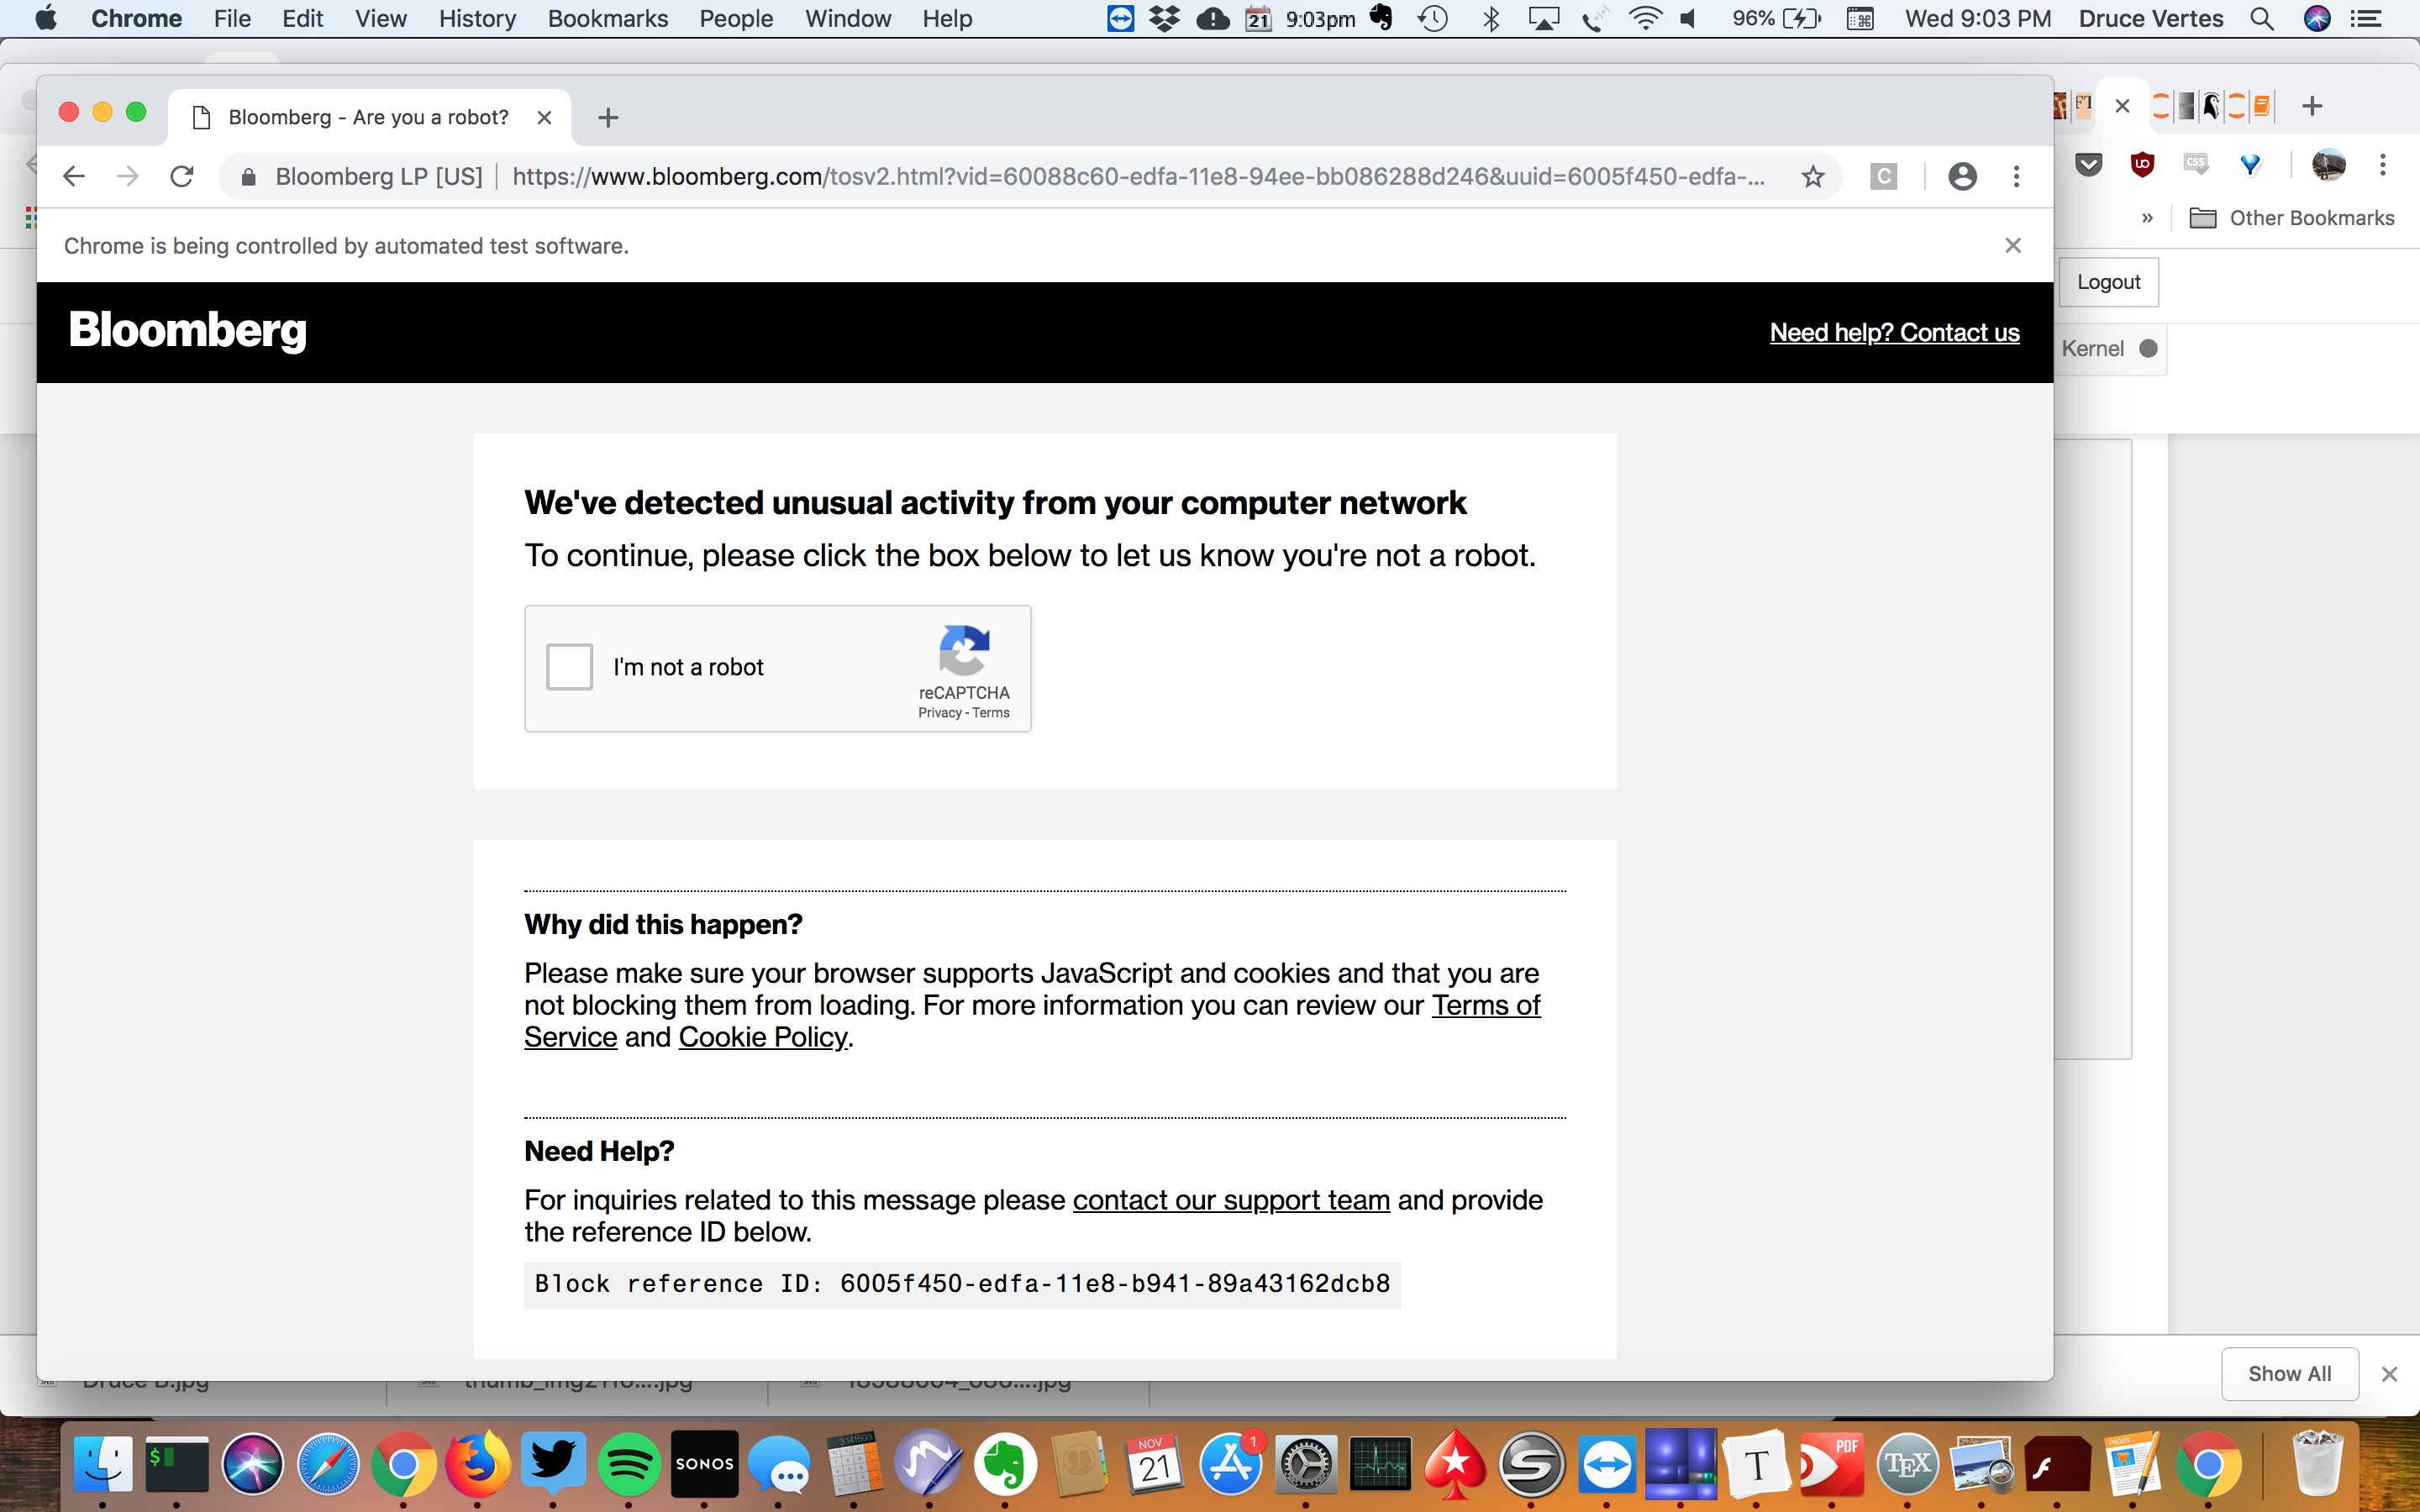 Chrome File Edit View History Bookmarks People Window Help 21 9:03pm 96% Wed 9:03 PM Druce Vertes
Bloomberg - Are you a robot?
FT
Bloomberg LP [US] https://www.bloomberg.com/tosv2.html?vid=60088c60-edfa-11e8-94ee-bb086288d246&uuid=6005f450-edfa-...
C
CSS
Other Bookmarks
Chrome is being controlled by automated test software.
Logout
Bloomberg
Need help? Contact us
Kernel
We've detected unusual activity from your computer network
To continue, please click the box below to let us know you're not a robot.
I'm not a robot
reCAPTCHA
Privacy - Terms
Why did this happen?
Please make sure your browser supports JavaScript and cookies and that you are
not blocking them from loading. For more information you can review our Terms of
Service and Cookie Policy.
Need Help?
For inquiries related to this message please contact our support team and provide
the reference ID below.
Block reference ID: 6005f450-edfa-11e8-b941-89a43162dcb8
Show All
$
SONOS
3.141593
NOV
21
1
T
PDF
TEX
PAGES